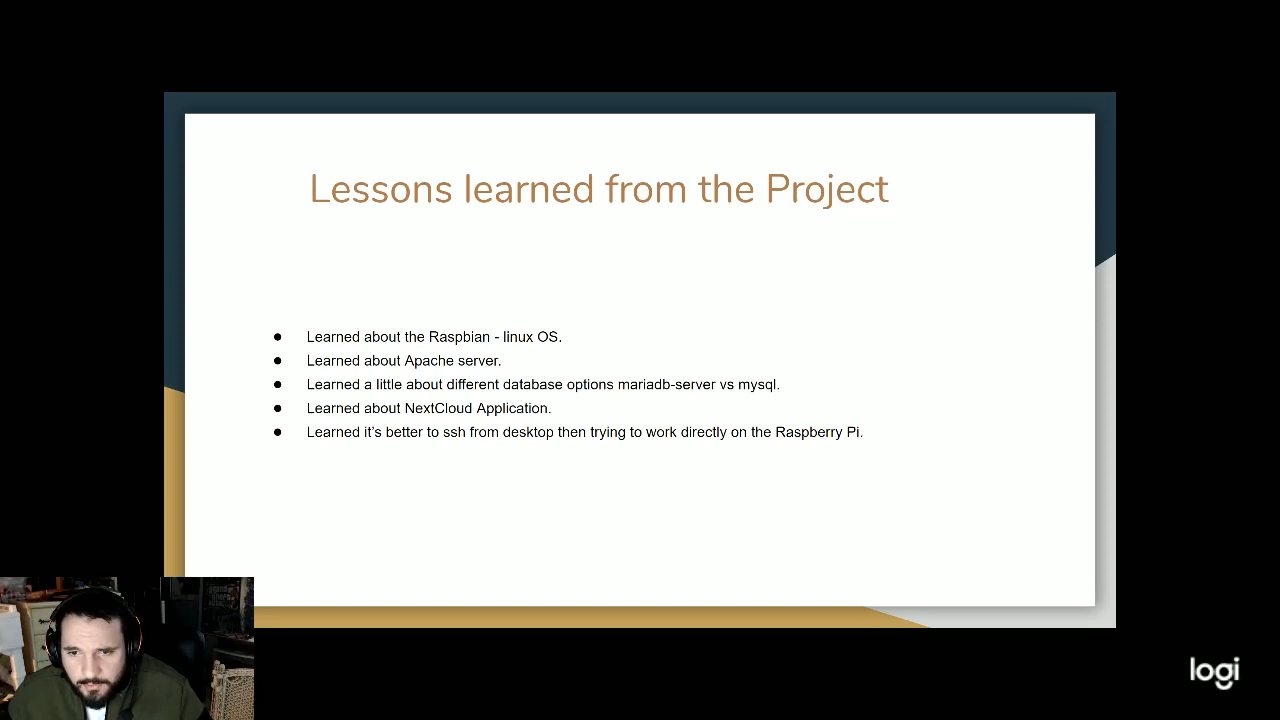 Lessons learned from the Project
● Learned about the Raspbian - linux OS.
● Learned about Apache server.
● Learned a little about different database options mariadb-server vs mysql.
● Learned about NextCloud Application.
● Learned it's better to ssh from desktop then trying to work directly on the Raspberry Pi.
logi